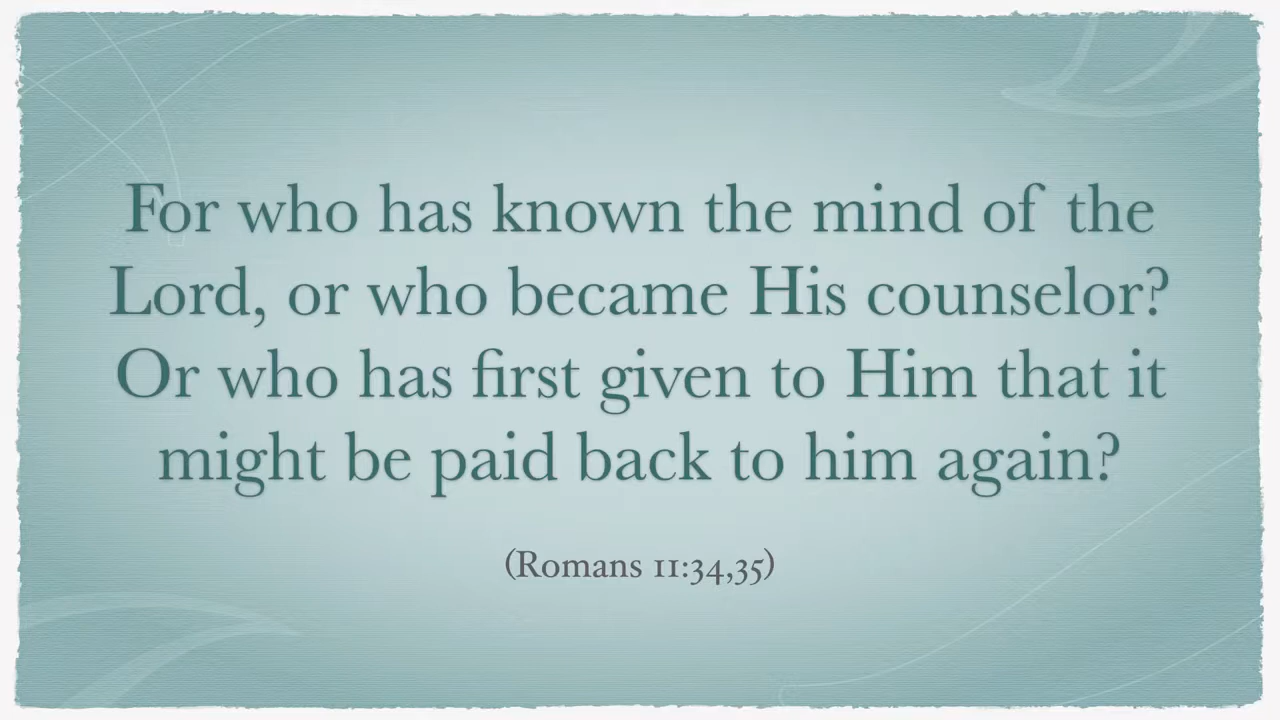 For who has known the mind of the
Lord, or who became His counselor?
Or who has first given to Him that it
might be paid back to him again?
(Romans 11:34,35)